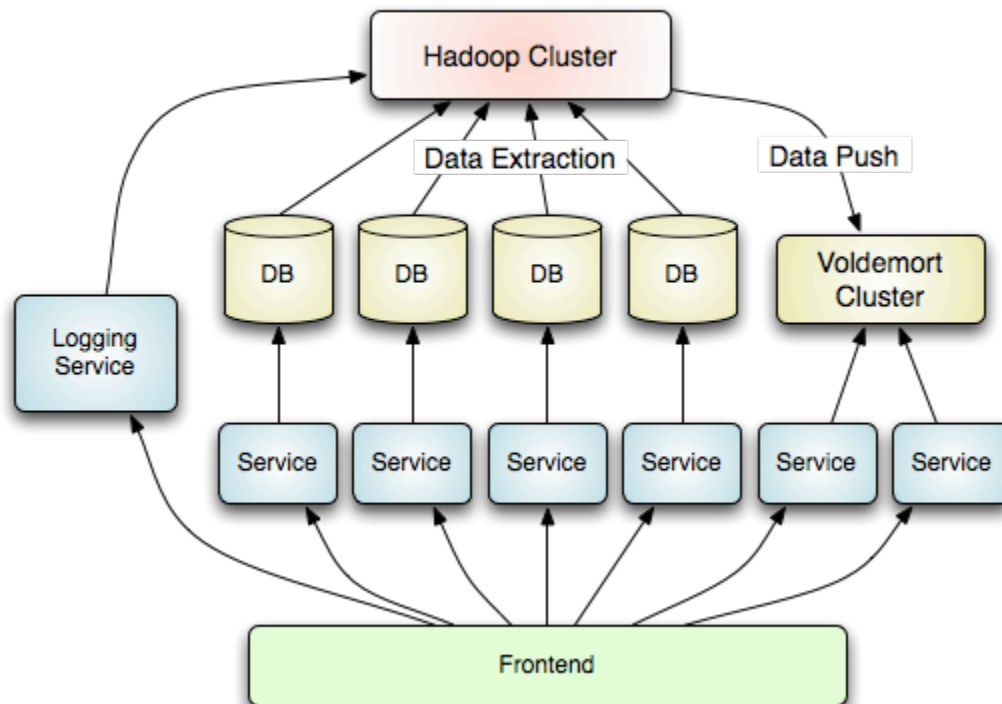 Hadoop Cluster
Data Extraction
Data Push
DB
DB
DB
DB
Voldemort
Cluster
Logging
Service
Service
Service
Service
Service
Service
Service
Frontend